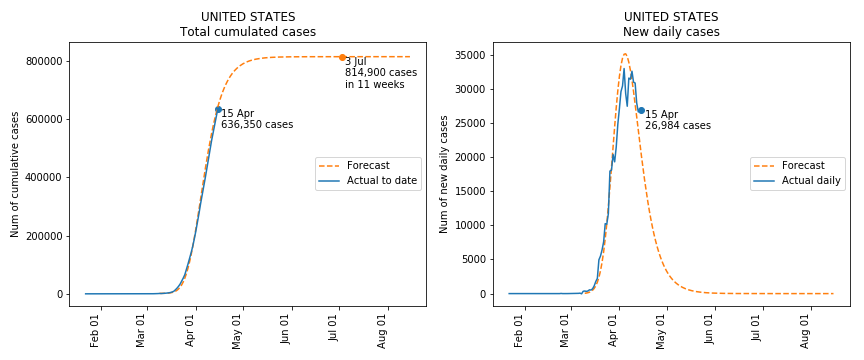 UNITED STATES
Total cumulated cases
Num of cumulative cases
800000
600000
400000
200000
0
3 Jul
814,900 cases
in 11 weeks
15 Apr
636,350 cases
Forecast
Actual to date
Feb 01
Mar 01
Apr 01
May 01
Jun 01
Jul 01
Aug 01
UNITED STATES
New daily cases
Num of new daily cases
35000
30000
25000
20000
15000
10000
5000
0
15 Apr
26,984 cases
Forecast
Actual daily
Feb 01
Mar 01
Apr 01
May 01
Jun 01
Jul 01
Aug 01